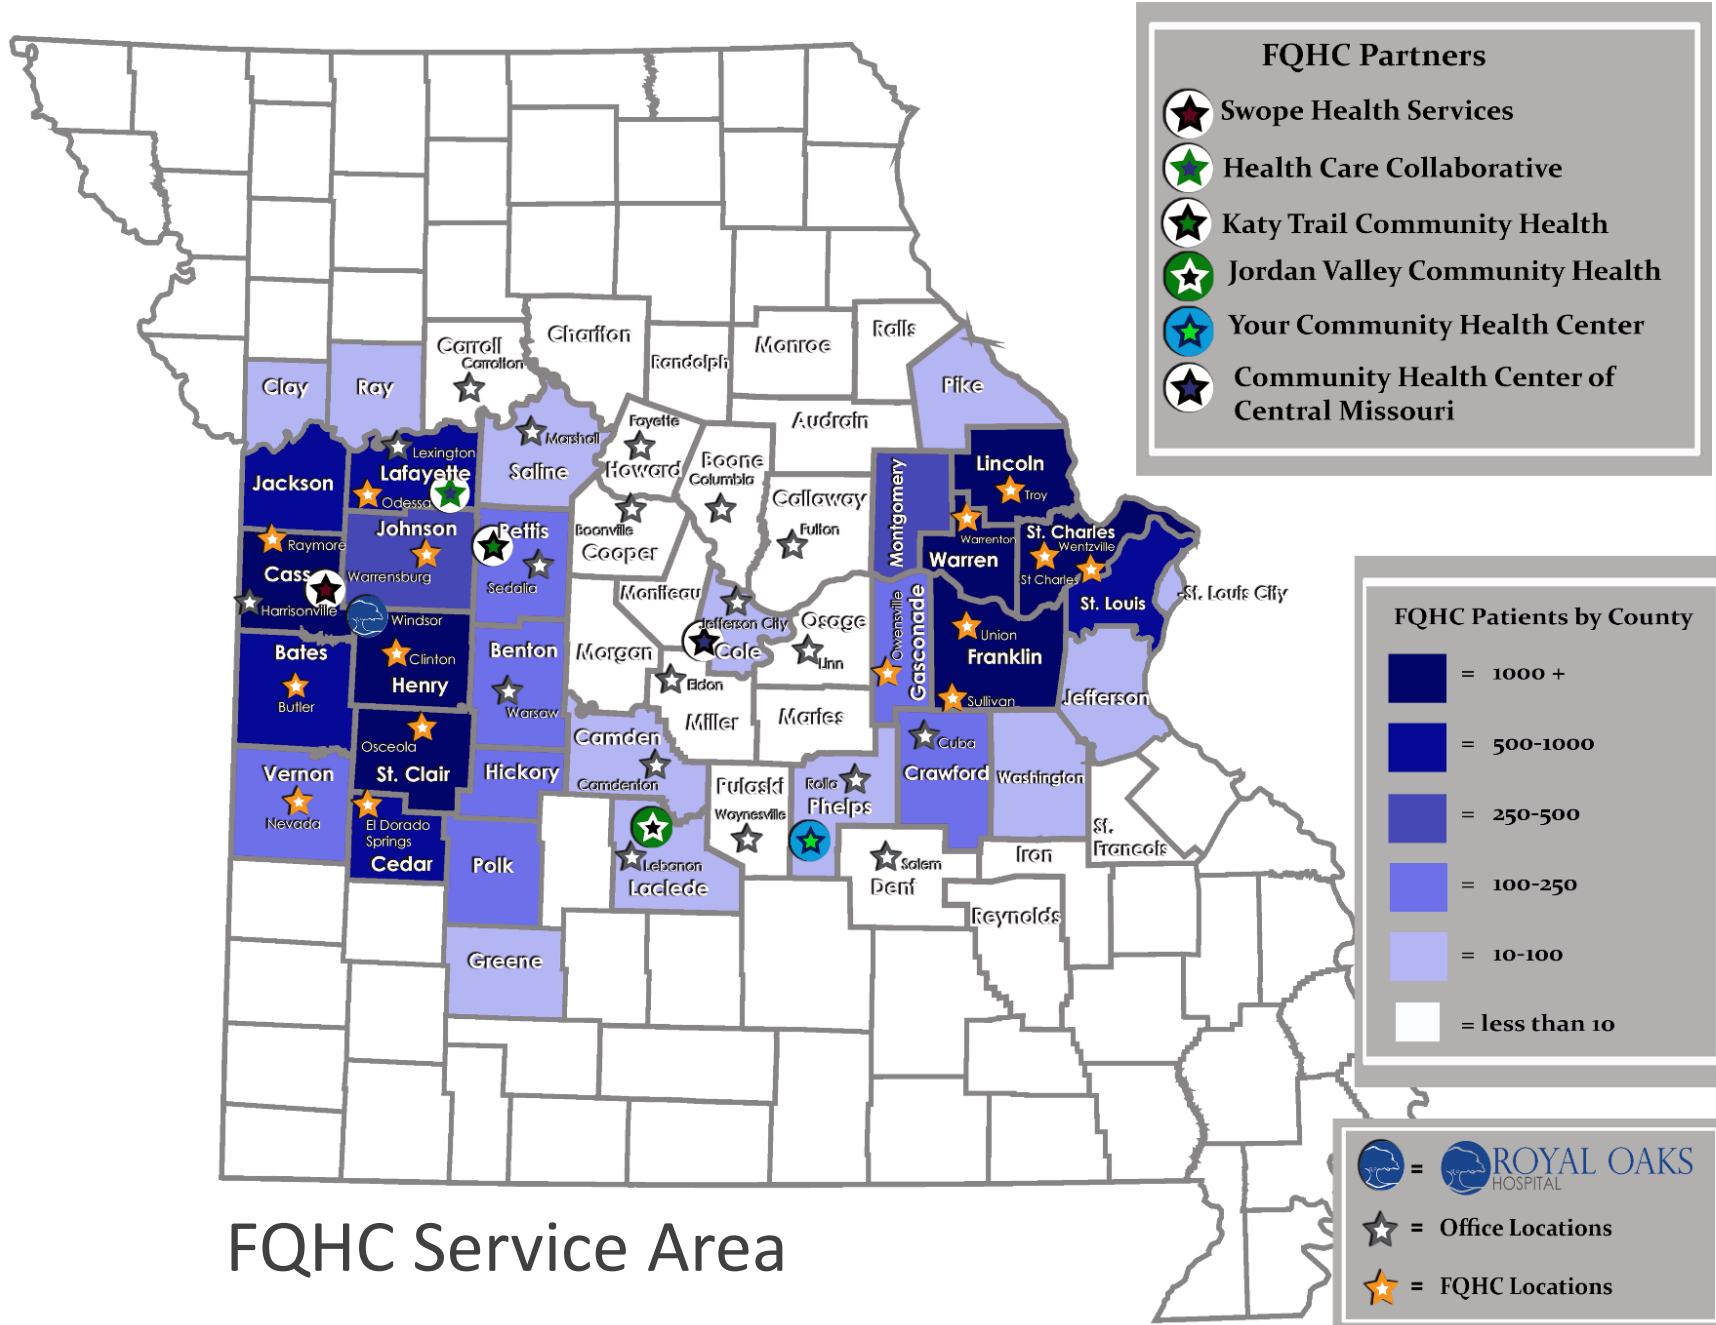 FQHC Partners
Swope Health Services
Health Care Collaborative
Katy Trail Community Health
Jordan Valley Community Health
Your Community Health Center
Community Health Center of
Central Missouri
Chariton
Ralls
Carroll
Carrollton
Randolph
Monroe
Clay
Ray
Pike
Audrain
Fayette
Marshall
Howard
Boone
Columbia
Lexington
Lafayette
Odessa
Saline
Jackson
Lincoln
Troy
Montgomery
Callaway
Fulton
Boonville
Cooper
Johnson
Warrensburg
Pettis
Sedalia
Raymore
Cass
Harrisonville
Warrenton
Warren
St. Charles
Wentzville
St Charles
St. Louis
St. Louis City
Moniteau
Jefferson City
Cole
Osage
Linn
Owensville
Gasconade
Union
Franklin
Sullivan
Windsor
Clinton
Henry
Bates
Butler
Benton
Warsaw
Morgan
Eldon
Miller
Maries
Jefferson
Osceola
St. Clair
Hickory
Camden
Camdenton
Cuba
Crawford
Washington
Vernon
Nevada
El Dorado
Springs
Cedar
Polk
Pulaski
Waynesville
Rolla
Phelps
Lebanon
Laclede
Salem
Dent
Iron
St.
Francois
Reynolds
Greene
FQHC Patients by County
= 1000 +
= 500-1000
= 250-500
= 100-250
= 10-100
= less than 10
= ROYAL OAKS
HOSPITAL
= Office Locations
= FQHC Locations
FQHC Service Area